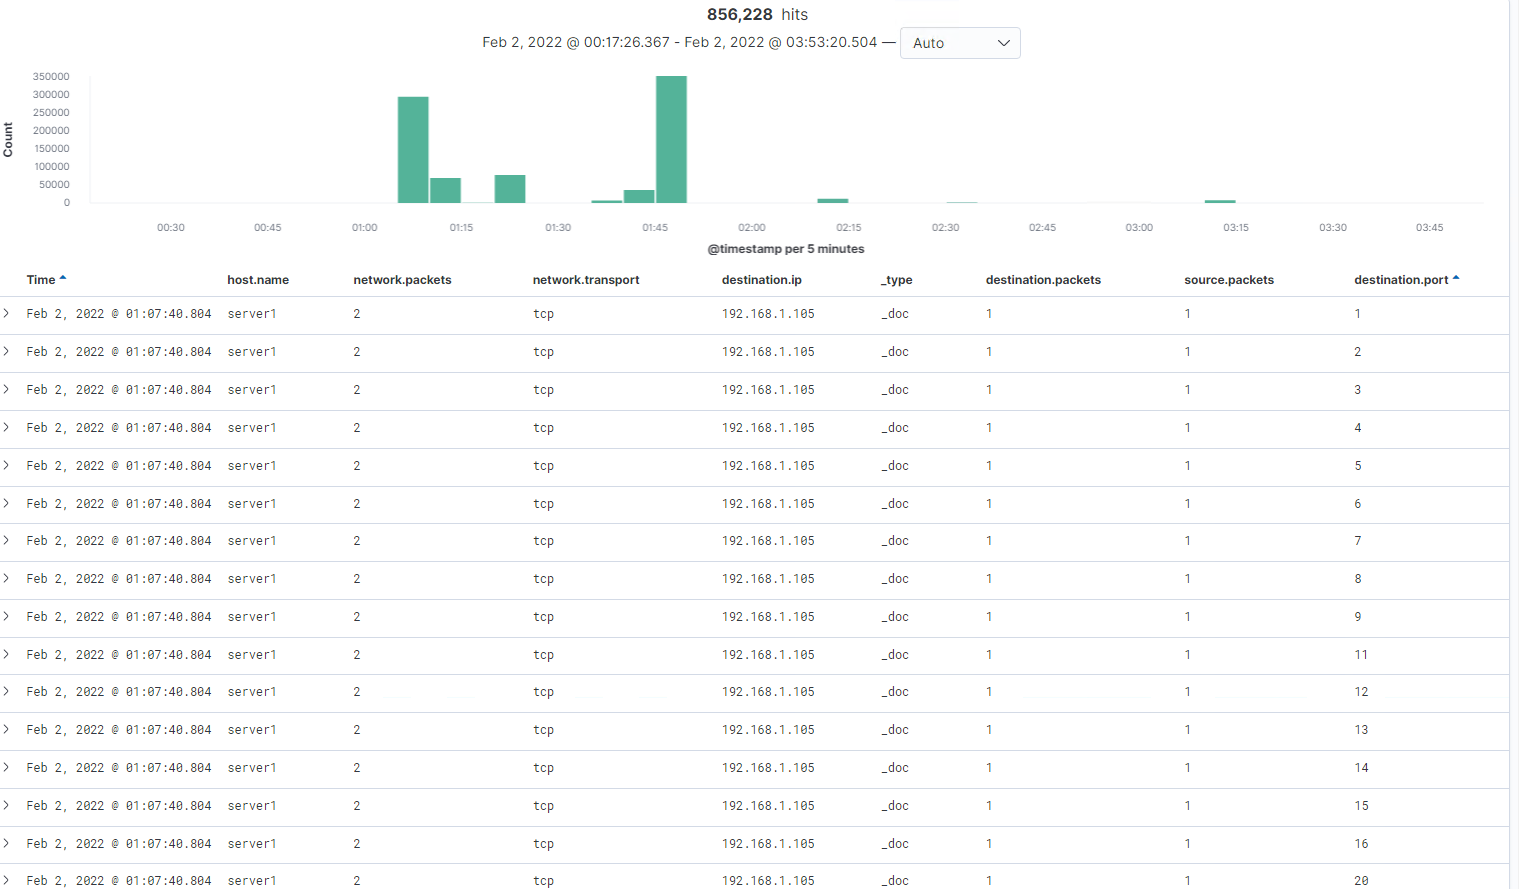 856,228 hits
Feb 2, 2022 @ 00:17:26.367 - Feb 2, 2022 @ 03:53:20.504 — Auto
Count
350000
300000
250000
200000
150000
100000
50000
0
00:30 00:45 01:00 01:15 01:30 01:45 02:00 02:15 02:30 02:45 03:00 03:15 03:30 03:45
@timestamp per 5 minutes
Time host.name network.packets network.transport destination.ip _type destination.packets source.packets destination.port
Feb 2, 2022 @ 01:07:40.804 server1 2 tcp 192.168.1.105 _doc 1 1 1
Feb 2, 2022 @ 01:07:40.804 server1 2 tcp 192.168.1.105 _doc 1 1 2
Feb 2, 2022 @ 01:07:40.804 server1 2 tcp 192.168.1.105 _doc 1 1 3
Feb 2, 2022 @ 01:07:40.804 server1 2 tcp 192.168.1.105 _doc 1 1 4
Feb 2, 2022 @ 01:07:40.804 server1 2 tcp 192.168.1.105 _doc 1 1 5
Feb 2, 2022 @ 01:07:40.804 server1 2 tcp 192.168.1.105 _doc 1 1 6
Feb 2, 2022 @ 01:07:40.804 server1 2 tcp 192.168.1.105 _doc 1 1 7
Feb 2, 2022 @ 01:07:40.804 server1 2 tcp 192.168.1.105 _doc 1 1 8
Feb 2, 2022 @ 01:07:40.804 server1 2 tcp 192.168.1.105 _doc 1 1 9
Feb 2, 2022 @ 01:07:40.804 server1 2 tcp 192.168.1.105 _doc 1 1 11
Feb 2, 2022 @ 01:07:40.804 server1 2 tcp 192.168.1.105 _doc 1 1 12
Feb 2, 2022 @ 01:07:40.804 server1 2 tcp 192.168.1.105 _doc 1 1 13
Feb 2, 2022 @ 01:07:40.804 server1 2 tcp 192.168.1.105 _doc 1 1 14
Feb 2, 2022 @ 01:07:40.804 server1 2 tcp 192.168.1.105 _doc 1 1 15
Feb 2, 2022 @ 01:07:40.804 server1 2 tcp 192.168.1.105 _doc 1 1 16
Feb 2, 2022 @ 01:07:40.804 server1 2 tcp 192.168.1.105 _doc 1 1 20